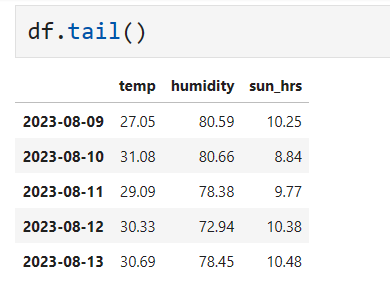 df.tail()
temp humidity sun_hrs
2023-08-09 27.05 80.59 10.25
2023-08-10 31.08 80.66 8.84
2023-08-11 29.09 78.38 9.77
2023-08-12 30.33 72.94 10.38
2023-08-13 30.69 78.45 10.48